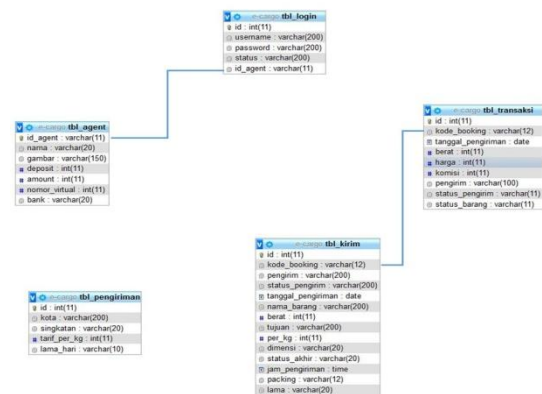 e-cargo tbl_login
id : int(11)
username : varchar(200)
password : varchar(200)
status : varchar(200)
id_agent : varchar(11)
e-cargo tbl_agent
id_agent : varchar(11)
nama : varchar(20)
gambar : varchar(150)
deposit : int(11)
amount : int(11)
nomor_virtual : int(11)
bank : varchar(20)
e-cargo tbl_transaksi
id : int(11)
kode_booking : varchar(12)
tanggal_pengiriman : date
berat : int(11)
harga : int(11)
komisi : int(11)
pengirim : varchar(100)
status_pengirim : varchar(11)
status_barang : varchar(11)
e-cargo tbl_kirim
id : int(11)
kode_booking : varchar(12)
pengirim : varchar(200)
status_pengirim : varchar(200)
tanggal_pengiriman : date
nama_barang : varchar(200)
berat : int(11)
tujuan : varchar(200)
per_kg : int(11)
dimensi : varchar(20)
status_akhir : varchar(20)
jam_pengiriman : time
packing : varchar(12)
lama : varchar(20)
e-cargo tbl_pengiriman
id : int(11)
kota : varchar(200)
singkatan : varchar(20)
tarif_per_kg : int(11)
lama_hari : varchar(10)